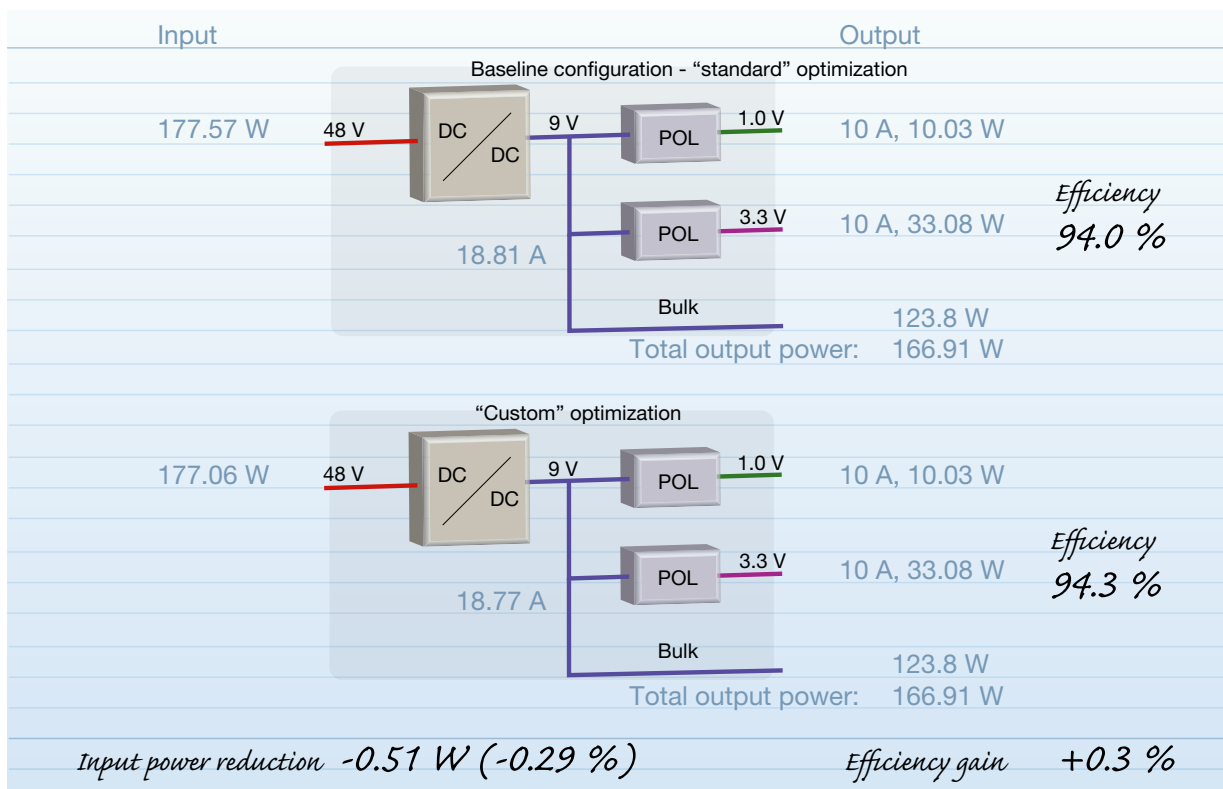 Input Output
Baseline configuration - “standard” optimization
177.57 W 48 V DC DC 9 V POL 1.0 V 10 A, 10.03 W
Efficiency
POL 3.3 V 10 A, 33.08 W 94.0 %
18.81 A
Bulk 123.8 W
Total output power: 166.91 W
“Custom” optimization
177.06 W 48 V DC DC 9 V POL 1.0 V 10 A, 10.03 W
Efficiency
POL 3.3 V 10 A, 33.08 W 94.3 %
18.77 A
Bulk 123.8 W
Total output power: 166.91 W
Input power reduction -0.51 W (-0.29 %) Efficiency gain +0.3 %